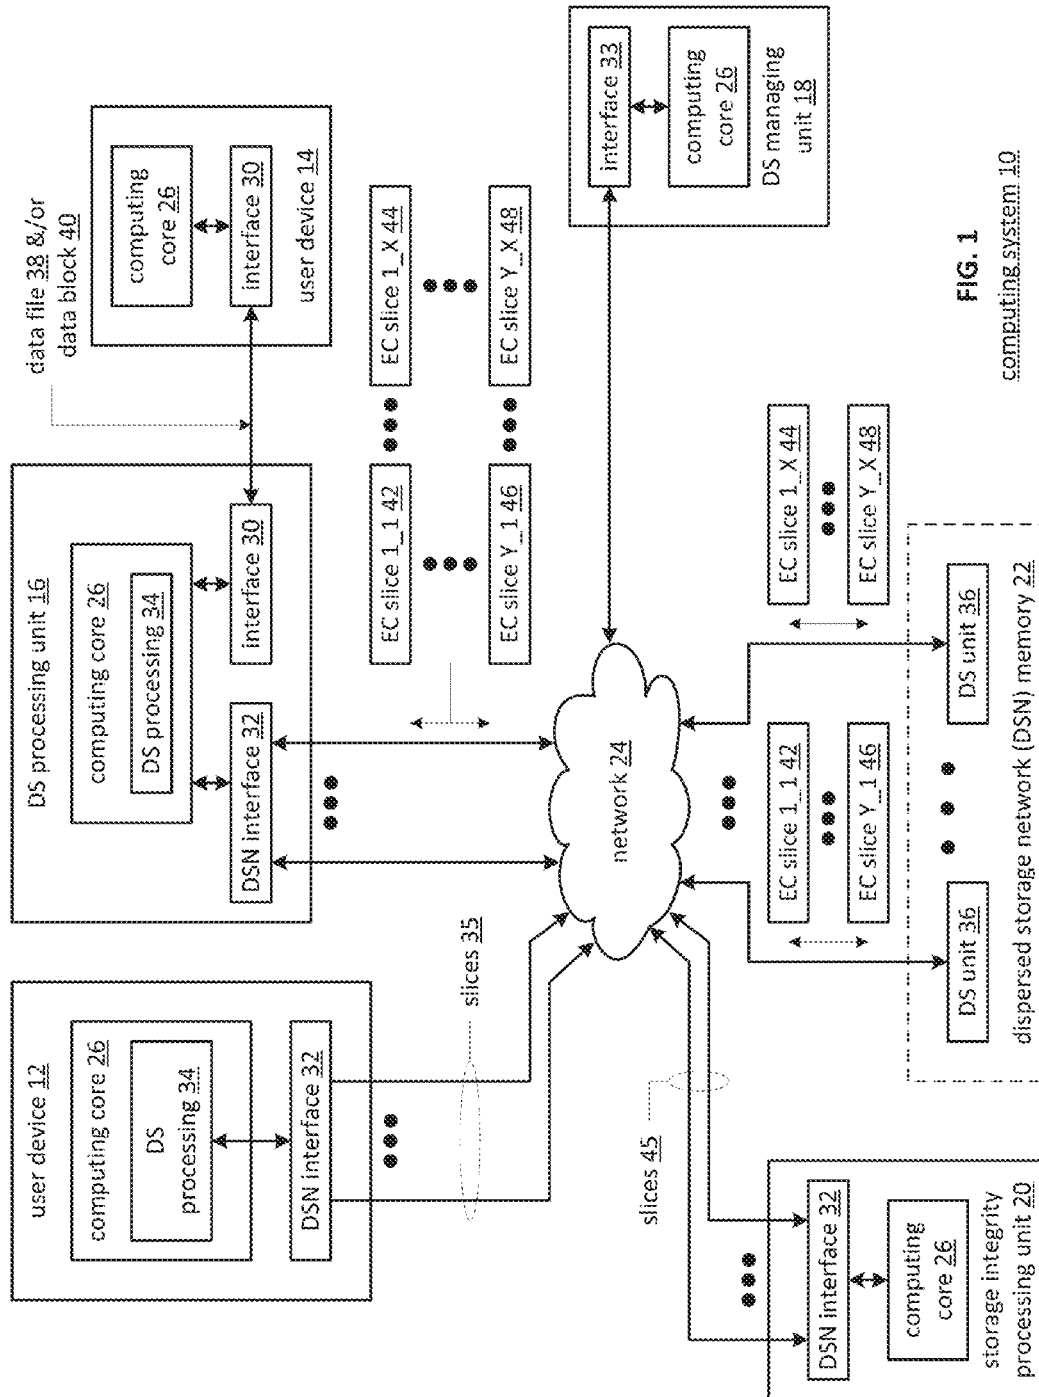 user device 12
computing core 26
DS
processing 34
DSN interface 32
slices 35
DS processing unit 16
computing core 26
DS processing 34
DSN interface 32
interface 30
data file 38 &/or
data block 40
computing
core 26
interface 30
user device 14
EC slice 1_1 42
EC slice 1_X 44
EC slice Y_1 46
EC slice Y_X 48
network 24
interface 33
computing
core 26
DS managing
unit 18
slices 45
DSN interface 32
computing
core 26
storage integrity
processing unit 20
EC slice 1_1 42
EC slice Y_1 46
EC slice 1_X 44
EC slice Y_X 48
DS unit 36
DS unit 36
dispersed storage network (DSN) memory 22
FIG. 1
computing system 10